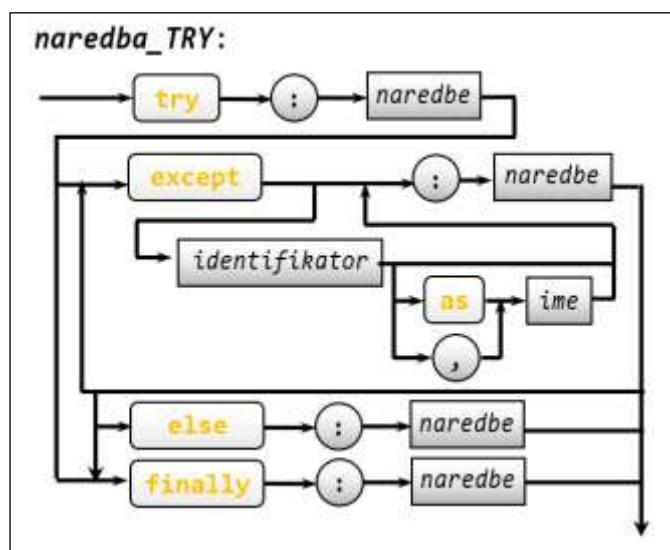 naredba_TRY:
try : naredbe
except : naredbe
identifikator
as ime
,
else : naredbe
finally : naredbe